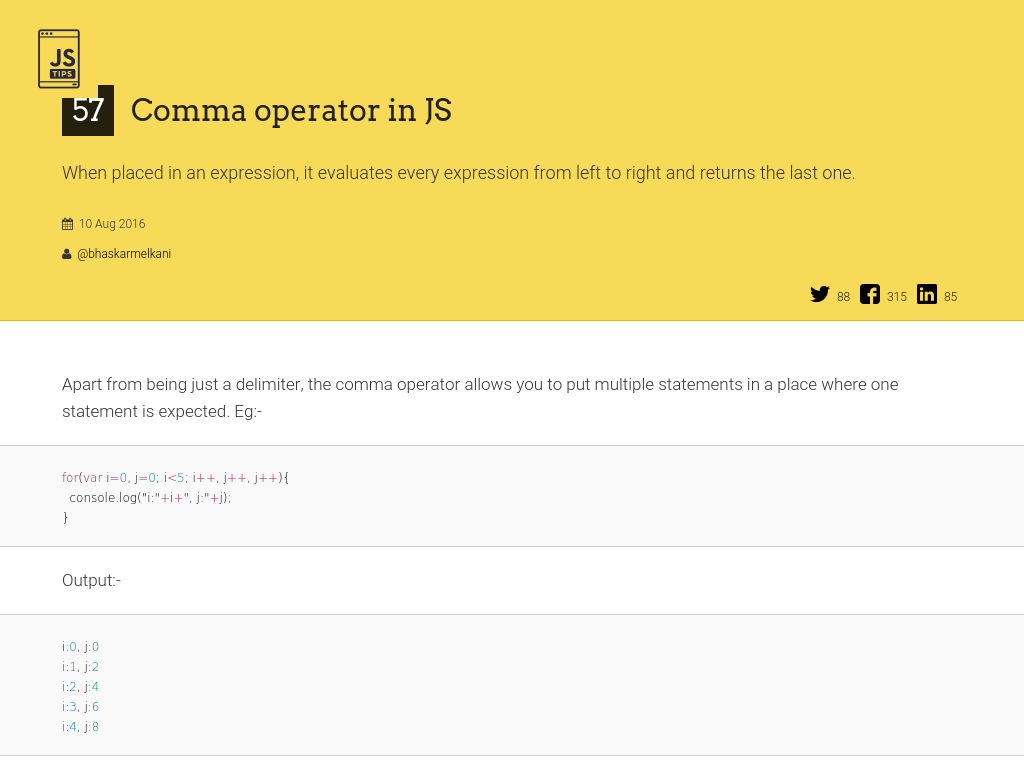 JS
TIPS
57 Comma operator in JS
When placed in an expression, it evaluates every expression from left to right and returns the last one.
10 Aug 2016
@bhaskarmelkani
88 315 85
Apart from being just a delimiter, the comma operator allows you to put multiple statements in a place where one
statement is expected. Eg:-
for(var i=0, j=0; i<5; i++, j++, j++){
  console.log("i:"+i+", j:"+j);
}
Output:-
i:0, j:0
i:1, j:2
i:2, j:4
i:3, j:6
i:4, j:8